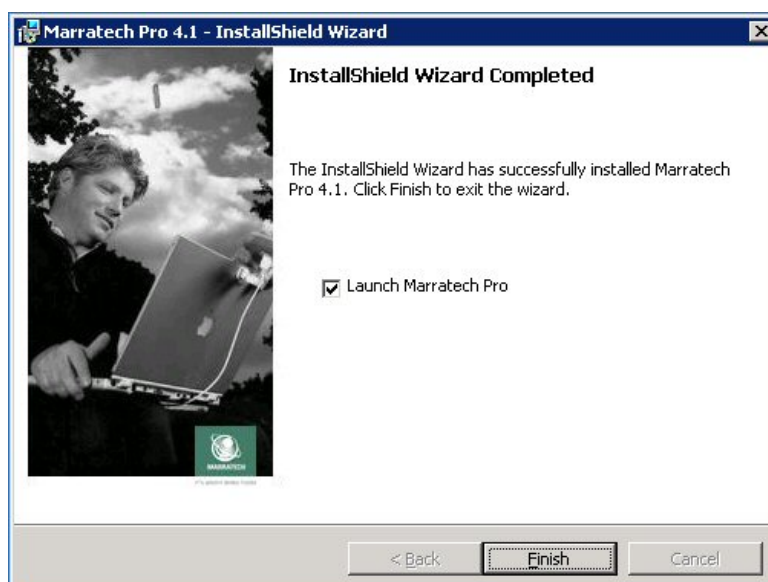 Marratech Pro 4.1 - InstallShield Wizard
InstallShield Wizard Completed
The InstallShield Wizard has successfully installed Marratech
Pro 4.1. Click Finish to exit the wizard.
Launch Marratech Pro
MARRATECH
< Back
Finish
Cancel